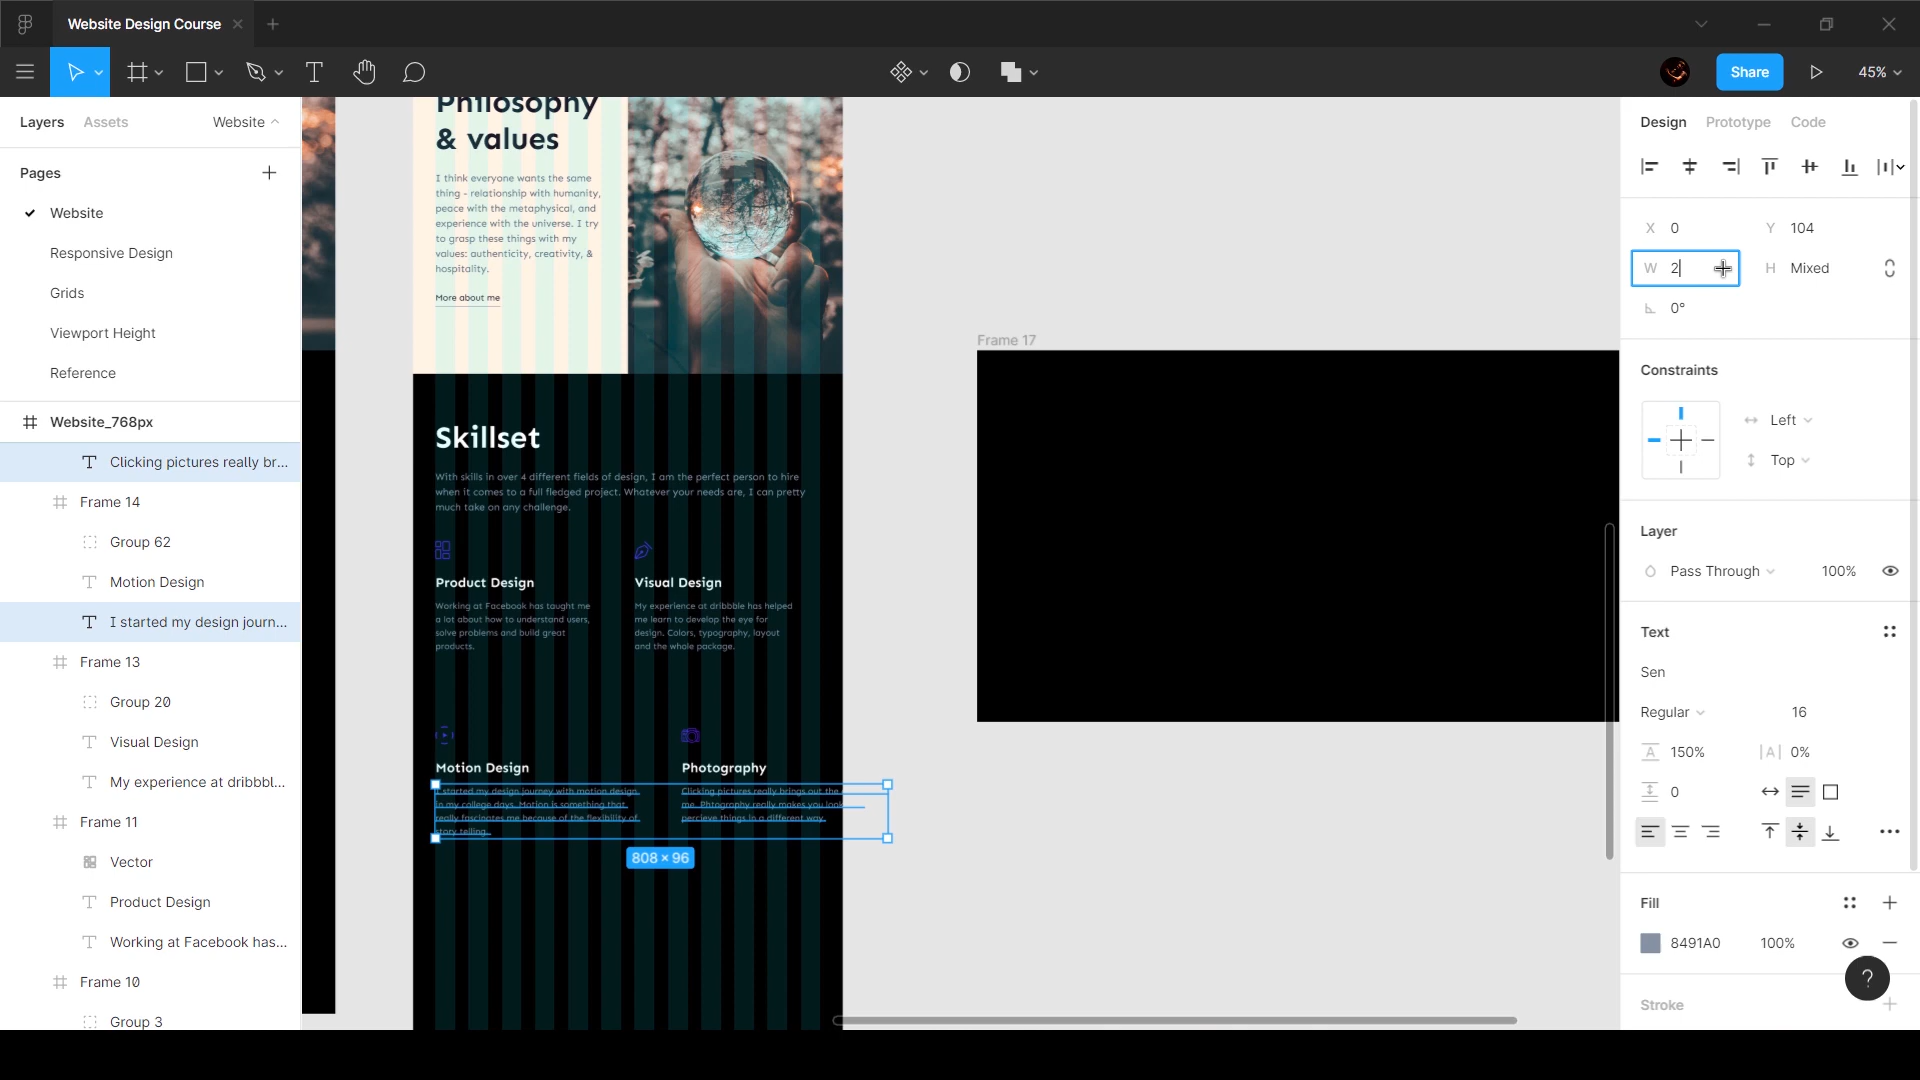 Website Design Course
Share
45%
Layers
Assets
Website
Pages
Website
Responsive Design
Grids
Viewport Height
Reference
Website_768px
Clicking pictures really br...
Frame 14
Group 62
Motion Design
I started my design journ...
Frame 13
Group 20
Visual Design
My experience at dribbbl...
Frame 11
Vector
Product Design
Working at Facebook has...
Frame 10
Group 3
Philosophy
& values
I think everyone wants the same
thing - relationship with humanity,
peace with the metaphysical, and
experience with the universe. I try
to grasp these things with my
values: authenticity, creativity, &
hospitality.
More about me
Skillset
With skills in over 4 different fields of design, I am the perfect person to hire
when it comes to a full fledged project. Whatever your needs are, I can pretty
much take on any challenge.
Product Design
Working at Facebook has taught me
a lot about how to understand users,
solve problems and build great
products.
Visual Design
My experience at dribbble has helped
me learn to develop the eye for
design. Colors, typography, layout
and the whole package.
Motion Design
I started my design journey with motion design
in my college days. Motion is something that
really fascinates me because of the flexibility of
story telling.
Photography
Clicking pictures really brings out the
me. Phtography really makes you look
percieve things in a different way.
808 × 96
Frame 17
Design
Prototype
Code
X 0
Y 104
W 2
H Mixed
0°
Constraints
Left
Top
Layer
Pass Through
100%
Text
Sen
Regular
16
150%
0%
0
Fill
8491A0
100%
?
Stroke